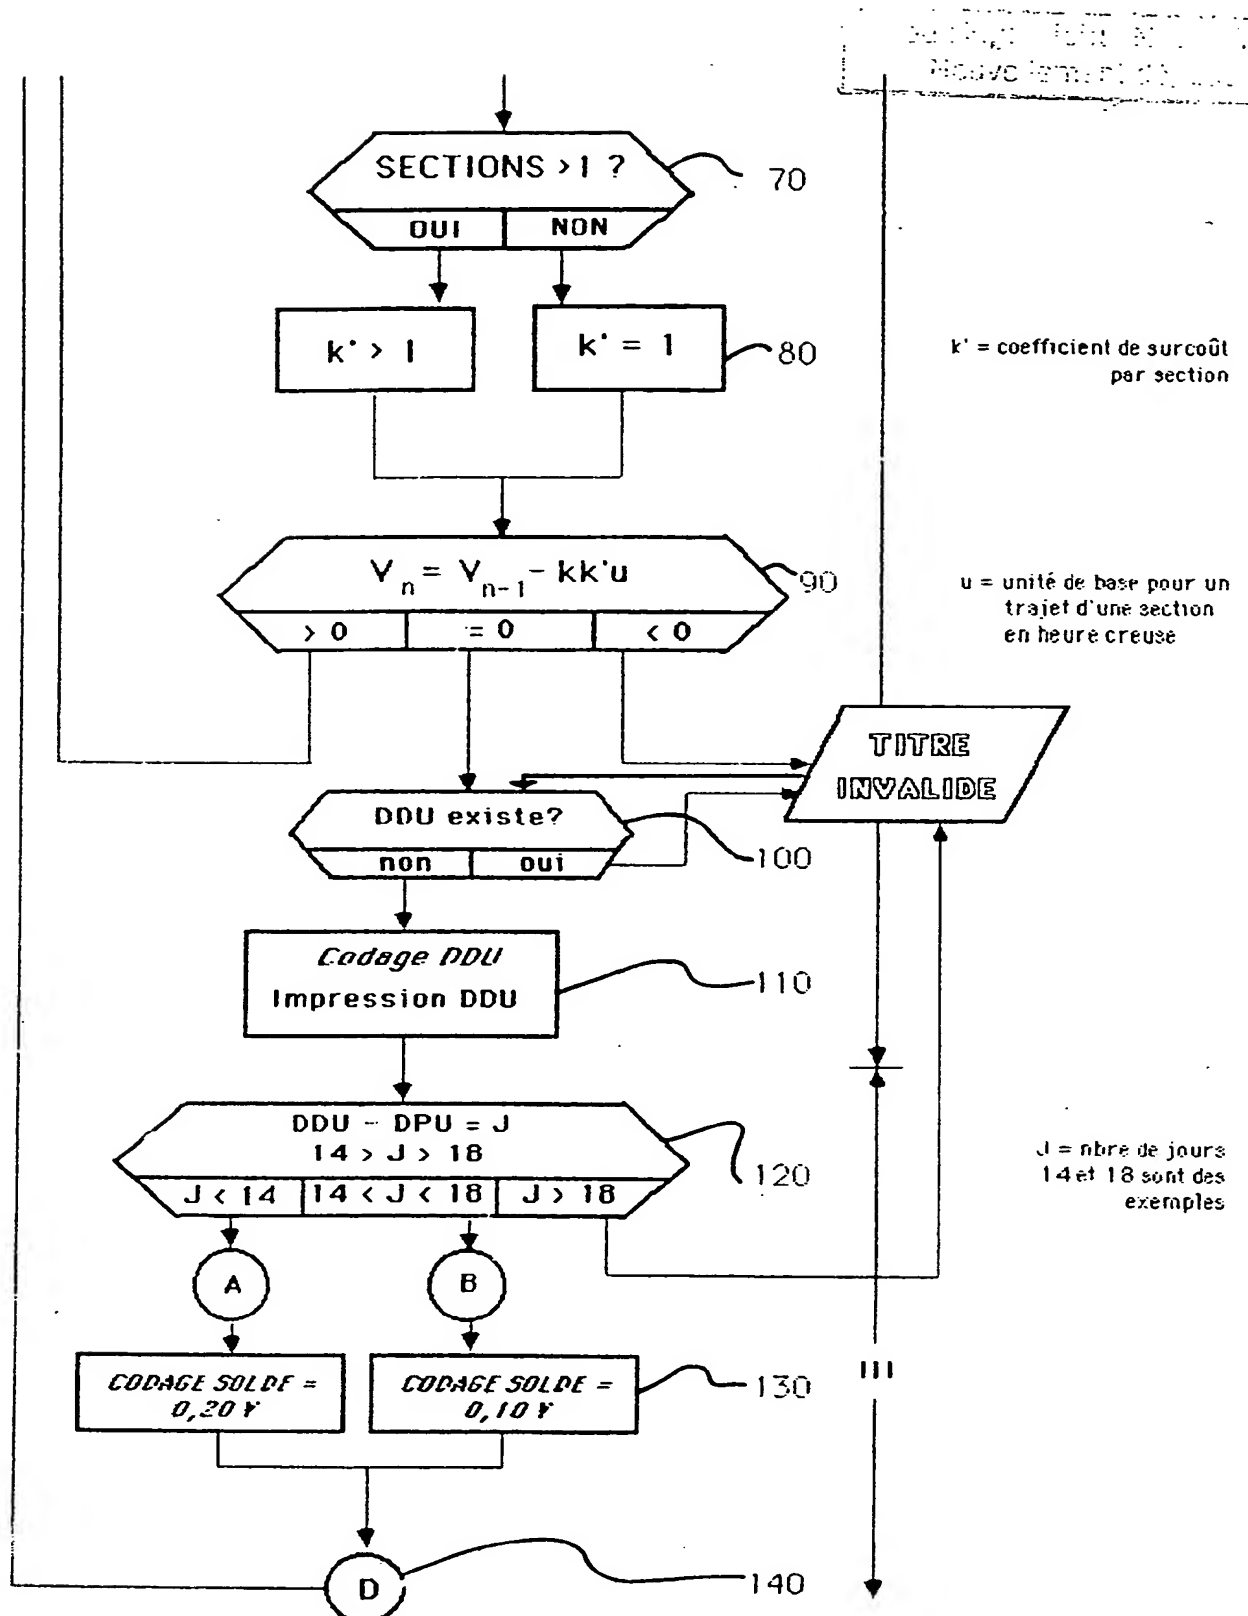 SECTIONS > 1 ?
70
OUI
NON
k' > 1
k' = 1
80
k' = coefficient de surcoût
par section
Vn = Vn-1 - kk'u
90
> 0
= 0
< 0
u = unité de base pour un
trajet d'une section
en heure creuse
TITRE
INVALIDE
DDU existe?
non
oui
100
Codage DDU
Impression DDU
110
DDU - DPU = J
14 > J > 18
J < 14
14 < J < 18
J > 18
120
J = nbre de jours
14 et 18 sont des
exemples
A
B
CODAGE SOLDE =
0,20 V
CODAGE SOLDE =
0,10 V
130
III
D
140